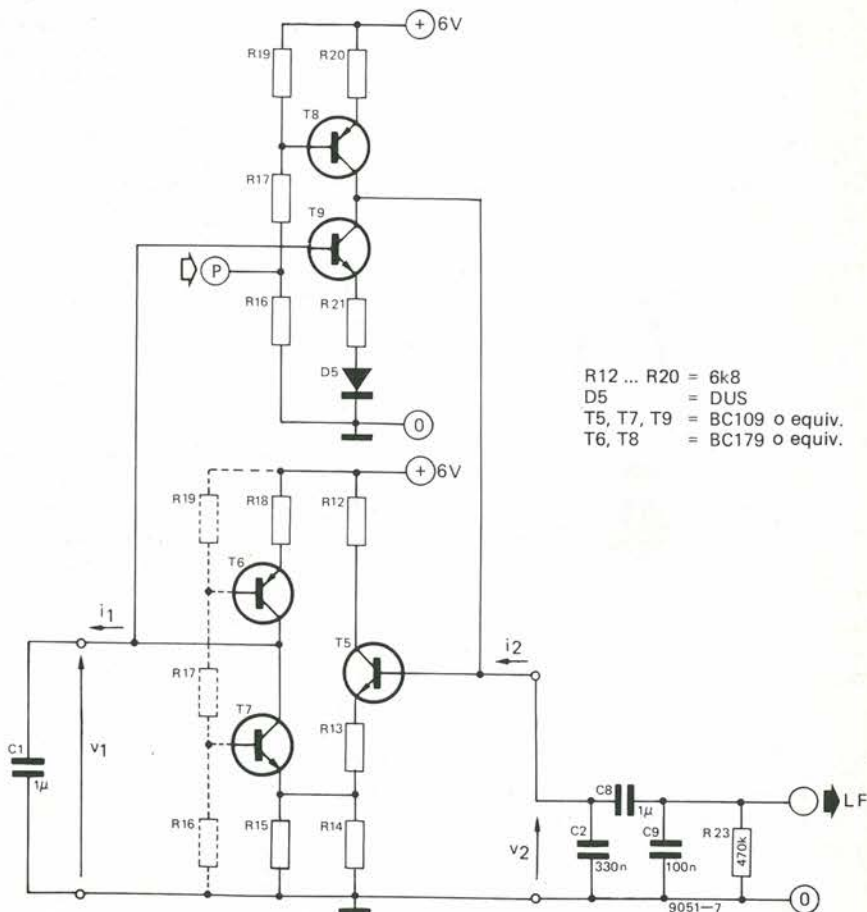 + 6V
R19
R20
T8
R17
T9
P
R16
R21
D5
0
R12 ... R20 = 6k8
D5 = DUS
T5, T7, T9 = BC109 o equiv.
T6, T8 = BC179 o equiv.
+ 6V
R19
R18
R12
T6
i1
T5
i2
R17
T7
R13
C1
1µ
v1
C8
1µ
LF
R16
R15
R14
v2
C2
330n
C9
100n
R23
470k
9051—7
0